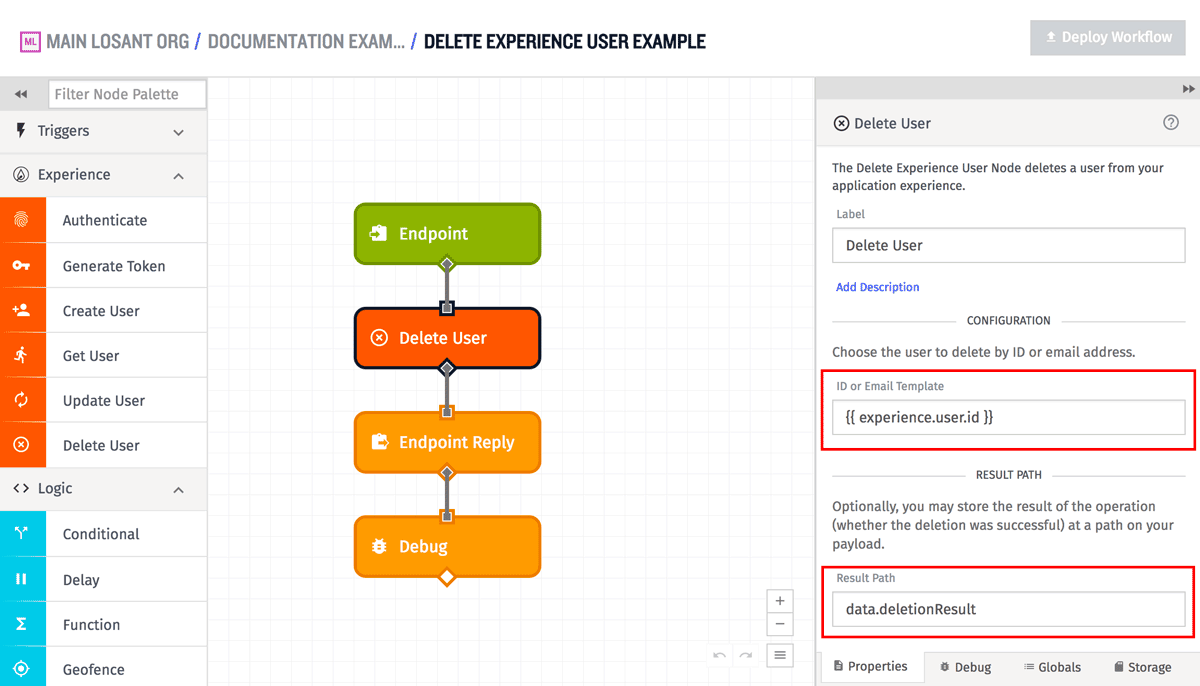 ML MAIN LOSANT ORG / DOCUMENTATION EXAM... / DELETE EXPERIENCE USER EXAMPLE
Deploy Workflow
Filter Node Palette
Triggers
Experience
Authenticate
Generate Token
Create User
Get User
Update User
Delete User
Logic
Conditional
Delay
Function
Geofence
Endpoint
Delete User
Endpoint Reply
Debug
Delete User
The Delete Experience User Node deletes a user from your
application experience.
Label
Delete User
Add Description
CONFIGURATION
Choose the user to delete by ID or email address.
ID or Email Template
{{ experience.user.id }}
RESULT PATH
Optionally, you may store the result of the operation
(whether the deletion was successful) at a path on your
payload.
Result Path
data.deletionResult
Properties
Debug
Globals
Storage